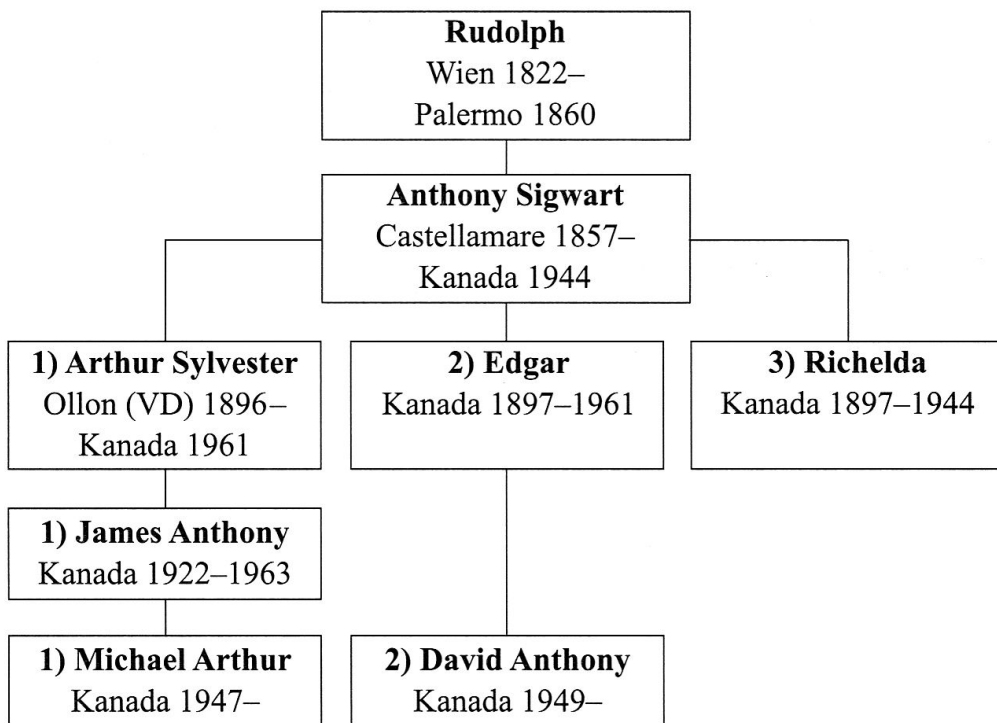 Rudolph
Wien 1822–
Palermo 1860
Anthony Sigwart
Castellamare 1857–
Kanada 1944
1) Arthur Sylvester
Ollon (VD) 1896–
Kanada 1961
2) Edgar
Kanada 1897–1961
3) Richelda
Kanada 1897–1944
1) James Anthony
Kanada 1922–1963
1) Michael Arthur
Kanada 1947–
2) David Anthony
Kanada 1949–